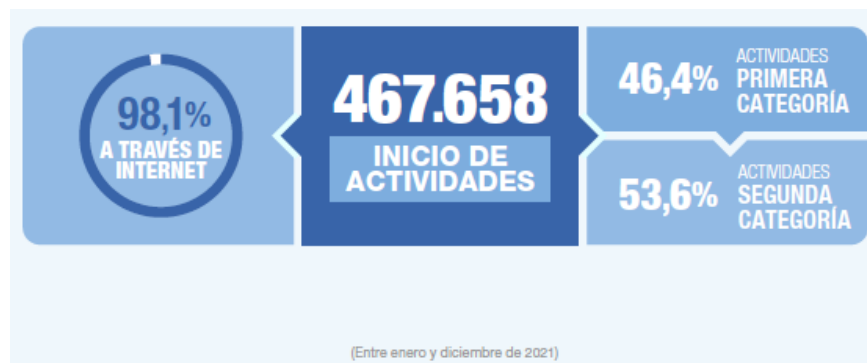 98,1%
A TRAVÉS DE
INTERNET
467.658
INICIO DE
ACTIVIDADES
46,4%
ACTIVIDADES
PRIMERA
CATEGORÍA
53,6%
ACTIVIDADES
SEGUNDA
CATEGORÍA
(Entre enero y diciembre de 2021)